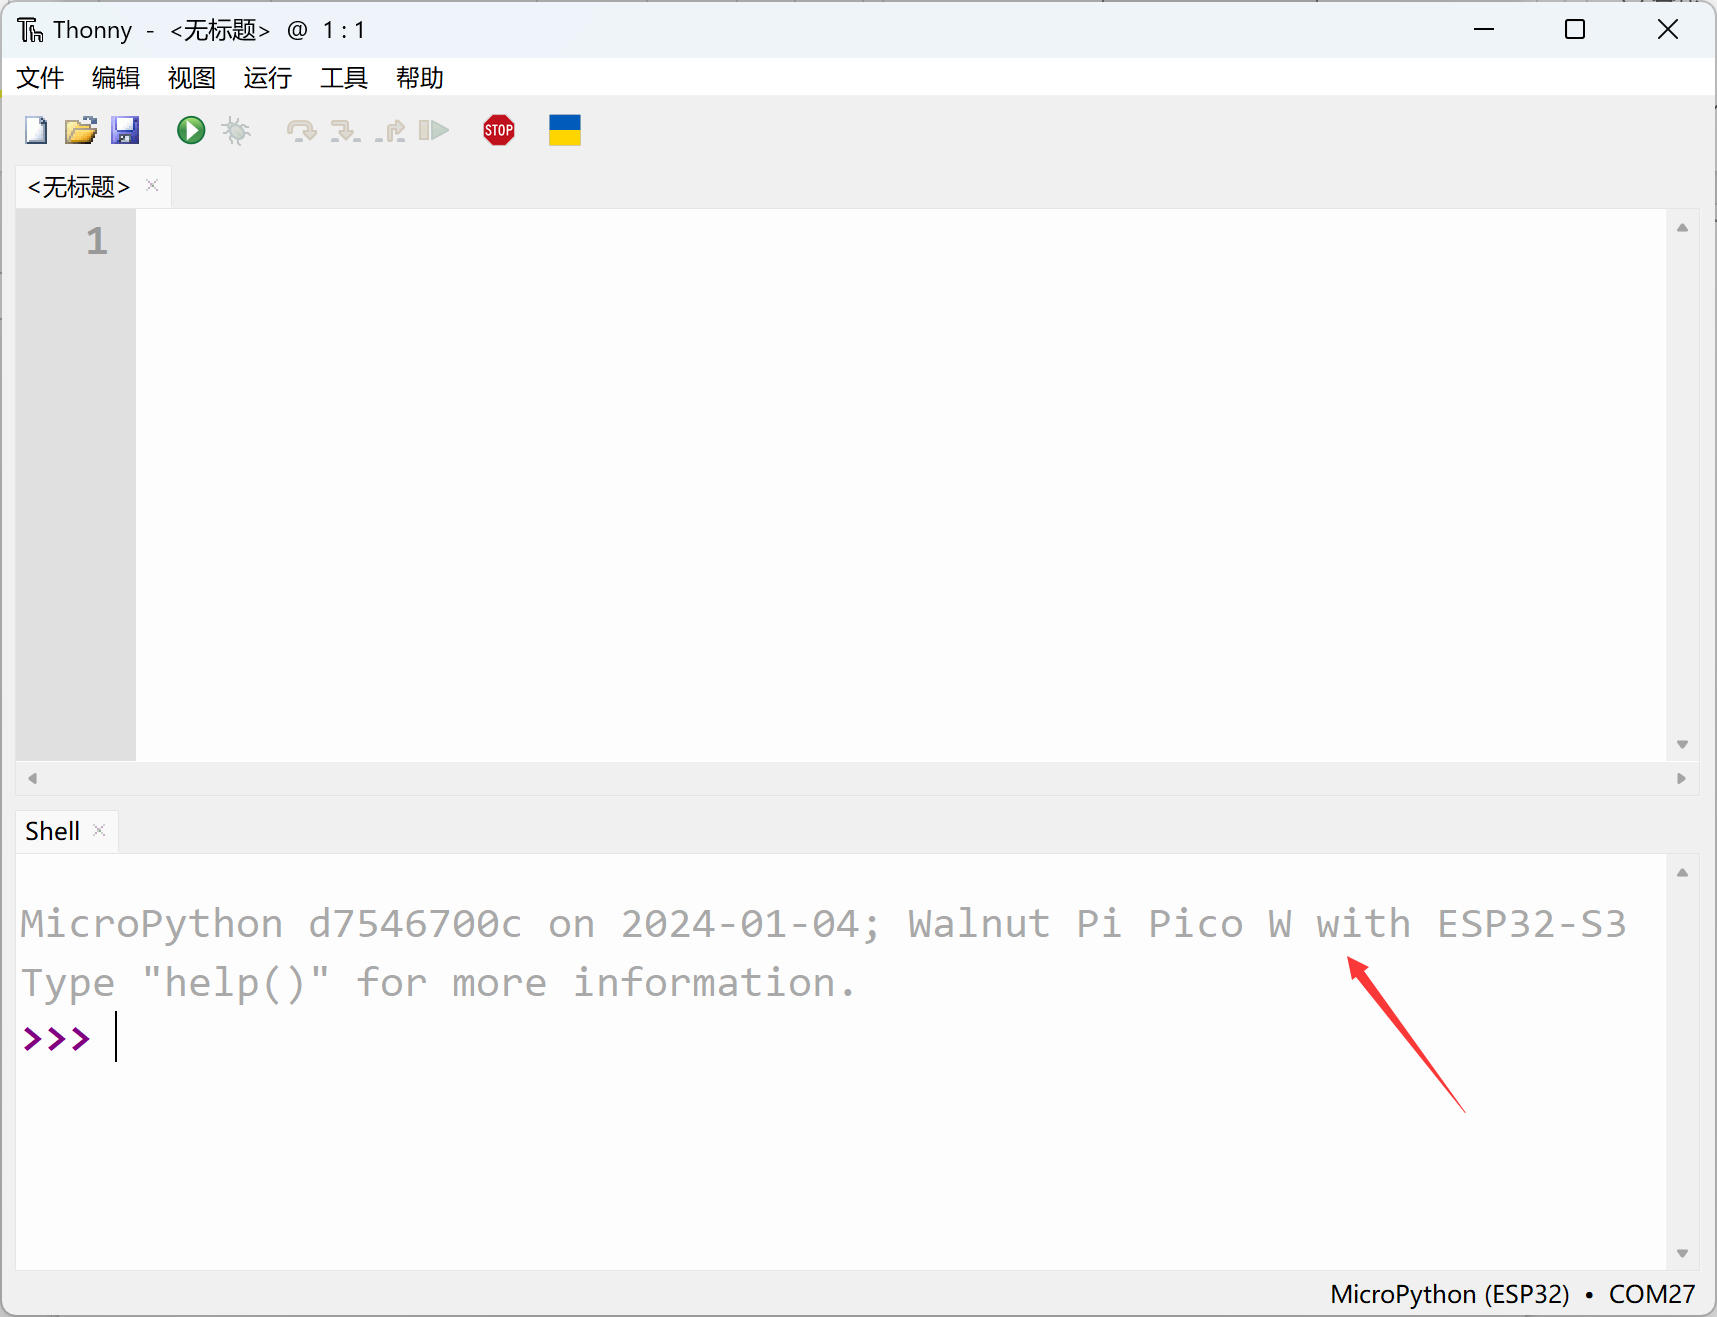 Thonny - <无标题> @ 1 : 1
文件 编辑 视图 运行 工具 帮助
STOP
<无标题>
1
Shell
MicroPython d7546700c on 2024-01-04; Walnut Pi Pico W with ESP32-S3
Type "help()" for more information.
>>>
MicroPython (ESP32) • COM27